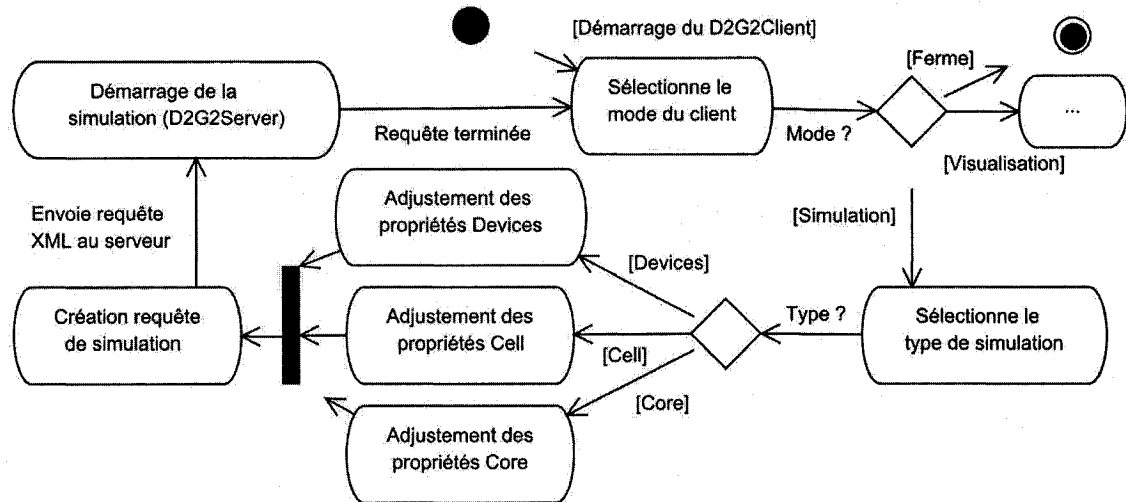 [Démarrage du D2G2Client]
[Ferme]
Démarrage de la
simulation (D2G2Server)
Sélectionne le
mode du client
...
Requête terminée
Mode ?
[Visualisation]
Envoie requête
XML au serveur
Adjustement des
propriétés Devices
[Simulation]
[Devices]
Création requête
de simulation
Adjustement des
propriétés Cell
Type ?
Sélectionne le
type de simulation
[Cell]
[Core]
Adjustement des
propriétés Core